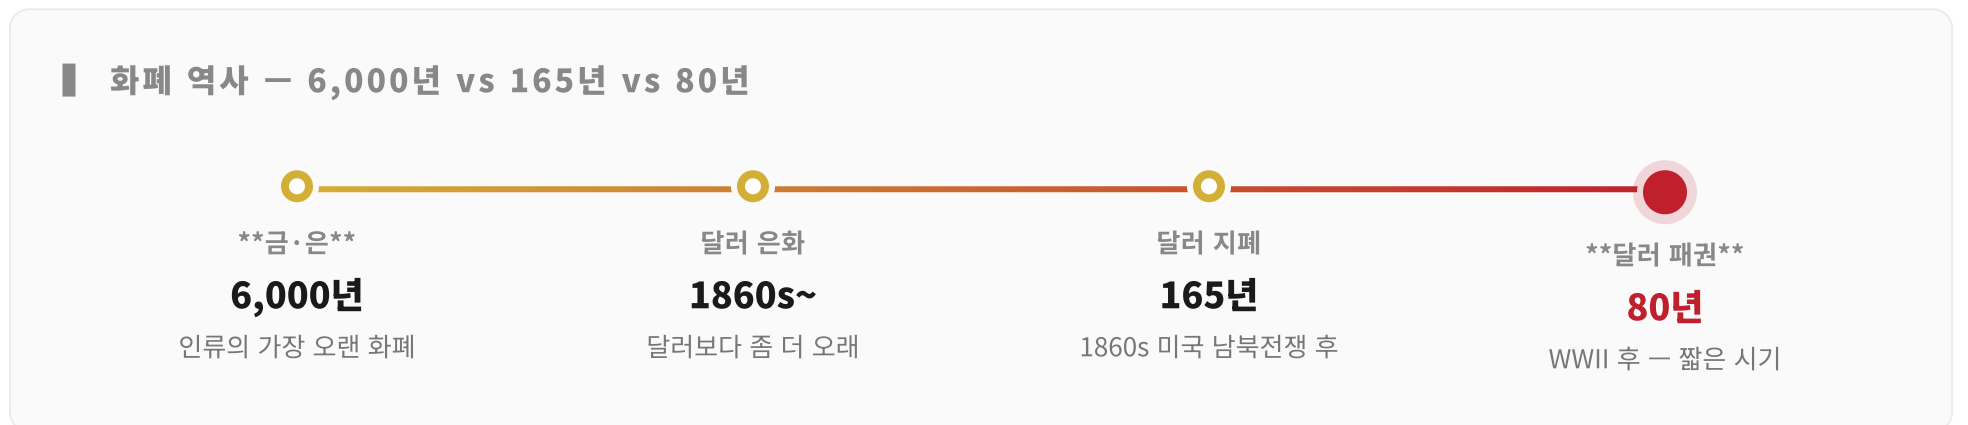 화폐 역사 — 6,000년 vs 165년 vs 80년
**금·은**
6,000년
인류의 가장 오랜 화폐
달러 은화
1860s~
달러보다 좀 더 오래
달러 지폐
165년
1860s 미국 남북전쟁 후
**달러 패권**
80년
WWII 후 — 짧은 시기